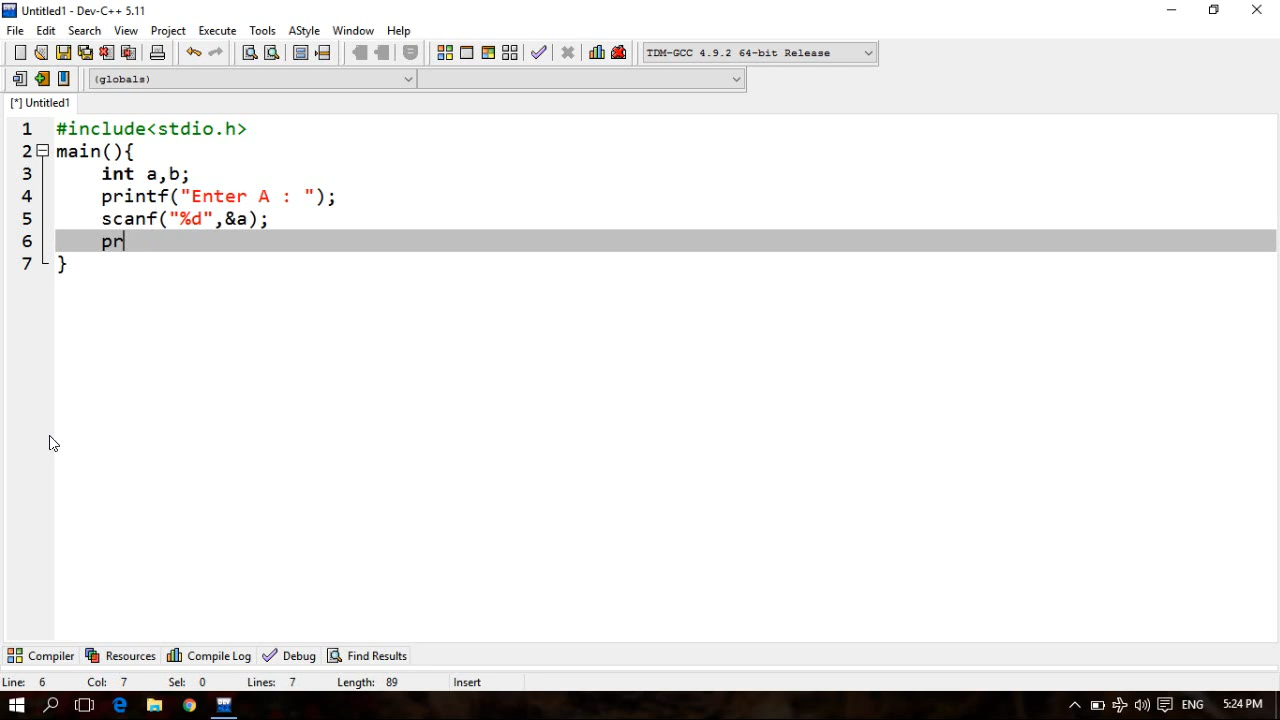 Untitled1 - Dev-C++ 5.11
File Edit Search View Project Execute Tools AStyle Window Help
TDM-GCC 4.9.2 64-bit Release
(globals)
[*] Untitled1
1 #include<stdio.h>
2 main(){
3 int a,b;
4 printf("Enter A : ");
5 scanf("%d",&a);
6 pr
7 }
Compiler Resources Compile Log Debug Find Results
Line: 6 Col: 7 Sel: 0 Lines: 7 Length: 89 Insert
DEV ENG 5:24 PM